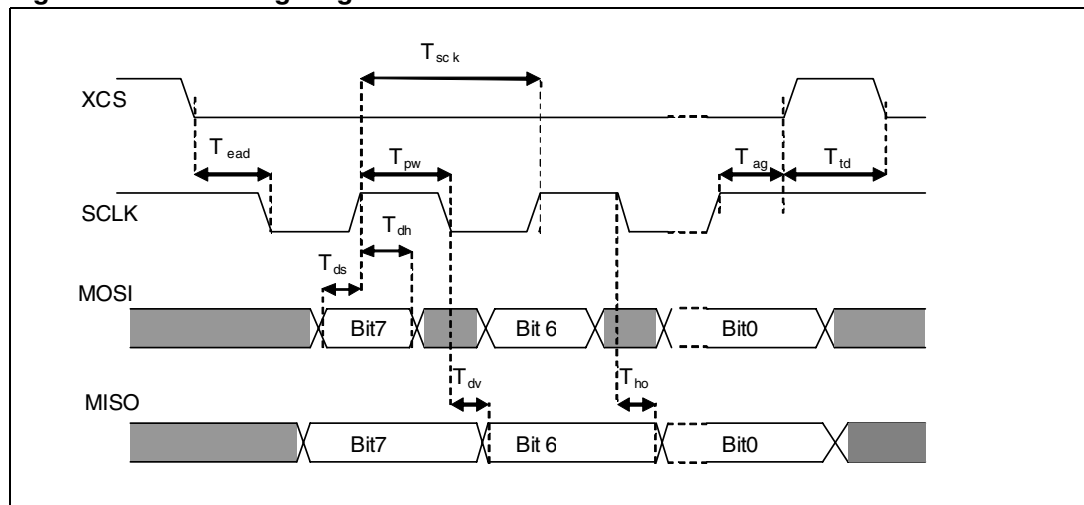 T sck
XCS
T ead
T pw
T ag
T td
SCLK
T dh
T ds
MOSI
Bit7
Bit 6
Bit0
T dv
T ho
MISO
Bit7
Bit 6
Bit0